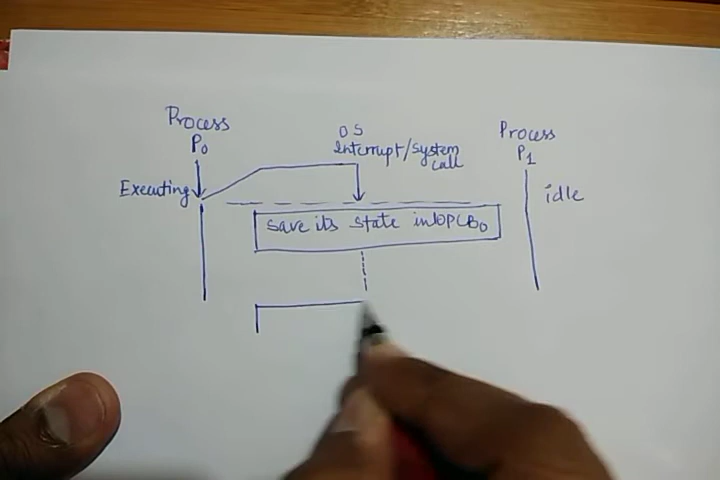 Process
P0
OS
Interrupt/System
call
Process
P1
Executing
idle
save its state into PCB0